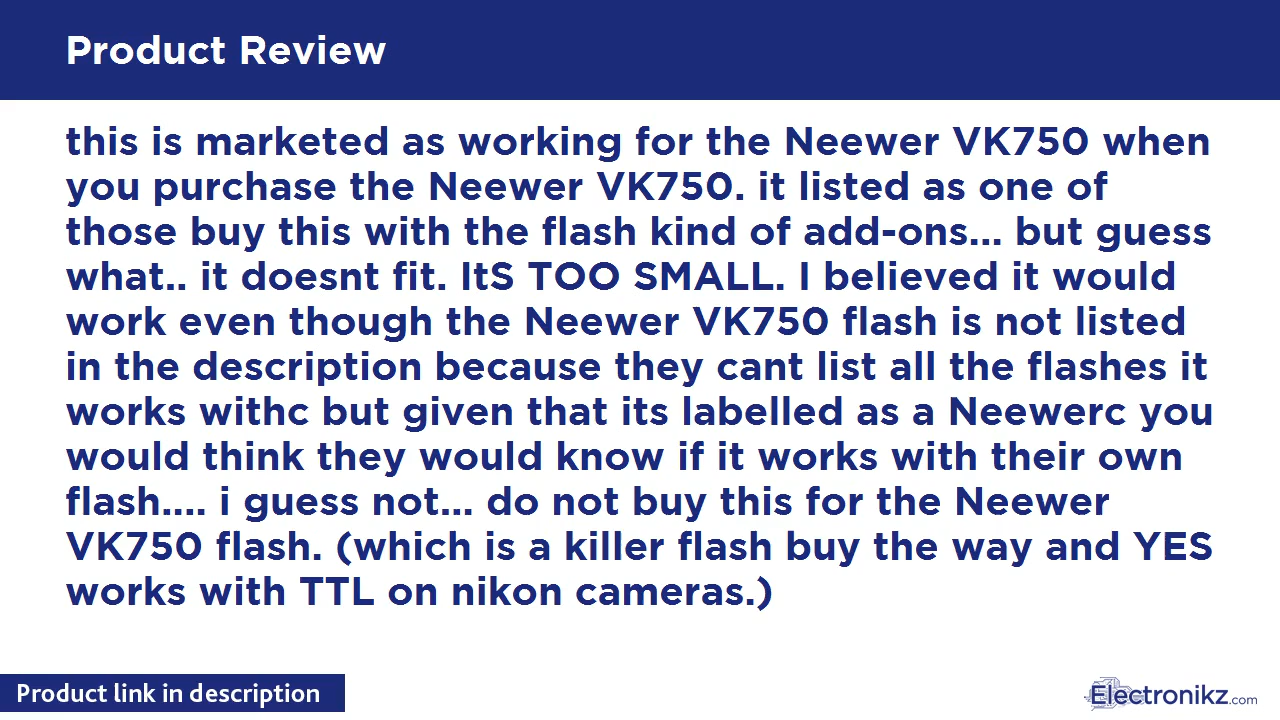 Product Review
this is marketed as working for the Neewer VK750 when
you purchase the Neewer VK750. it listed as one of
those buy this with the flash kind of add-ons... but guess
what.. it doesnt fit. ItS TOO SMALL. I believed it would
work even though the Neewer VK750 flash is not listed
in the description because they cant list all the flashes it
works withc but given that its labelled as a Neewerc you
would think they would know if it works with their own
flash.... i guess not... do not buy this for the Neewer
VK750 flash. (which is a killer flash buy the way and YES
works with TTL on nikon cameras.)
Product link in description
Electronikz.com